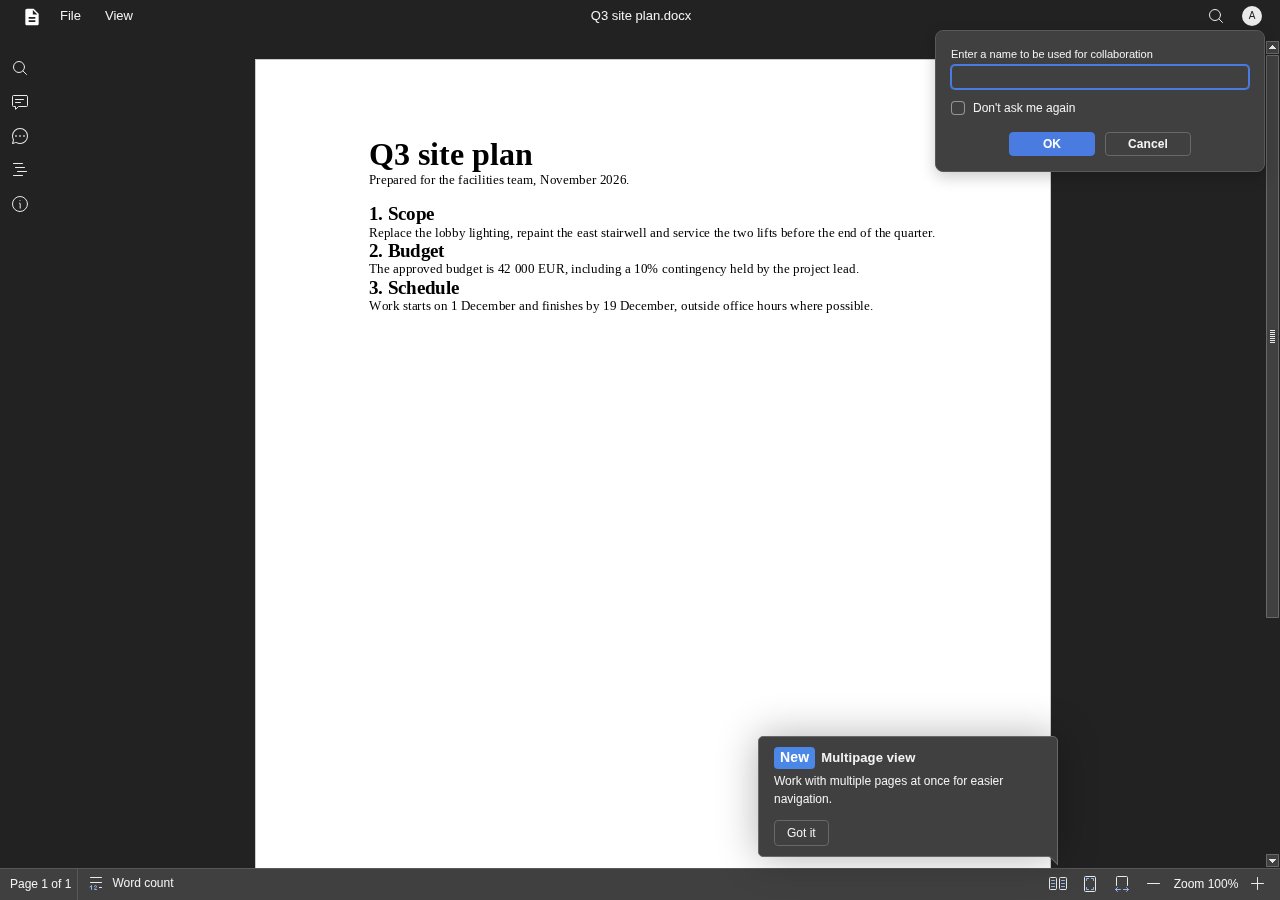 File View Q3 site plan.docx A
Enter a name to be used for collaboration
Don't ask me again
OK Cancel
Q3 site plan
Prepared for the facilities team, November 2026.
1. Scope
Replace the lobby lighting, repaint the east stairwell and service the two lifts before the end of the quarter.
2. Budget
The approved budget is 42 000 EUR, including a 10% contingency held by the project lead.
3. Schedule
Work starts on 1 December and finishes by 19 December, outside office hours where possible.
New Multipage view
Work with multiple pages at once for easier
navigation.
Got it
Page 1 of 1 Word count Zoom 100%